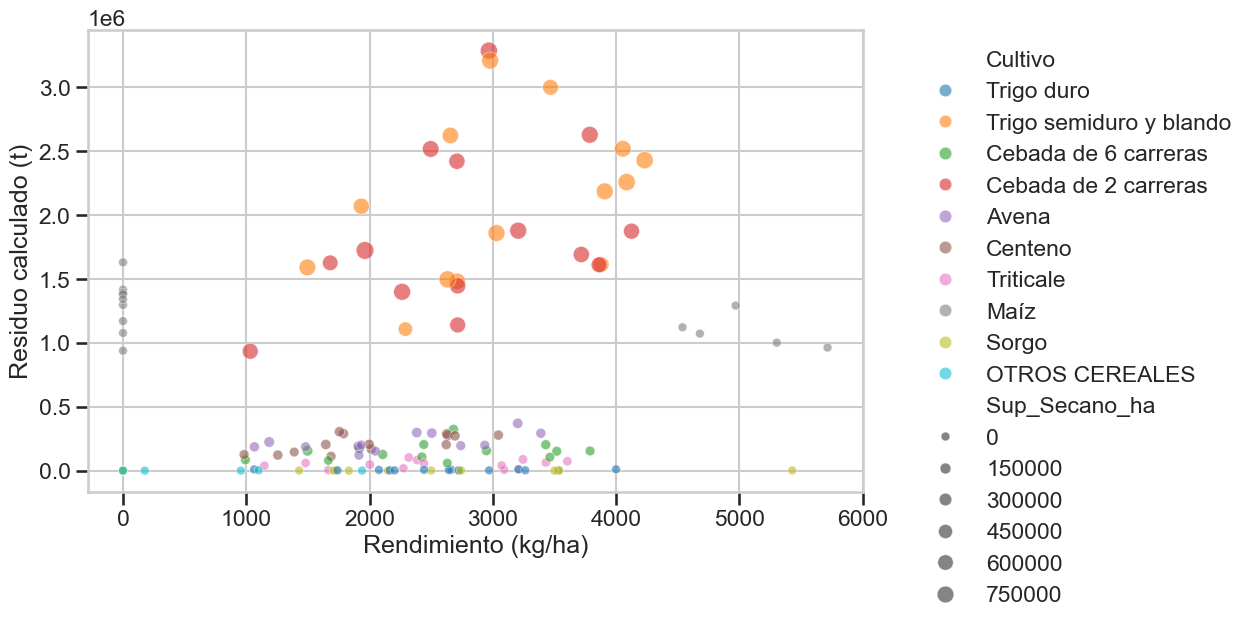 1e6
3.0
2.5
2.0
1.5
1.0
0.5
0.0
Residuo calculado (t)
0 1000 2000 3000 4000 5000 6000
Rendimiento (kg/ha)
Cultivo
Trigo duro
Trigo semiduro y blando
Cebada de 6 carreras
Cebada de 2 carreras
Avena
Centeno
Triticale
Maíz
Sorgo
OTROS CEREALES
Sup_Secano_ha
0
150000
300000
450000
600000
750000